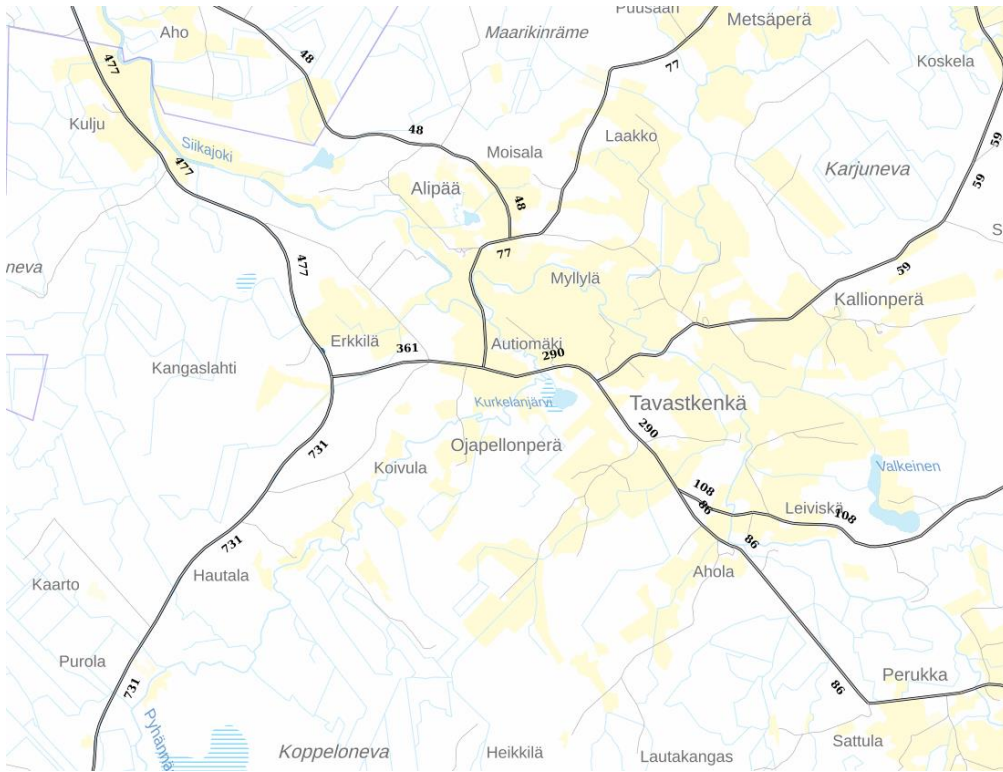 Puusaari
Metsäperä
Aho
Maarikinräme
48
477
77
Koskela
Kulju
48
Laakko
59
Siikajoki
Moisala
Karjuneva
477
Alipää
48
59
S
neva
477
77
Myllylä
59
Kallionperä
Erkkilä
361
Autiomäki
290
Kangaslahti
Kurkelanjärvi
Tavastkenkä
290
731
Koivula
Ojapellonperä
Valkeinen
108
86
Leiviskä
108
731
86
Hautala
Ahola
Kaarto
Purola
731
86
Perukka
Pyhännä
Koppeloneva
Heikkilä
Lautakangas
Sattula